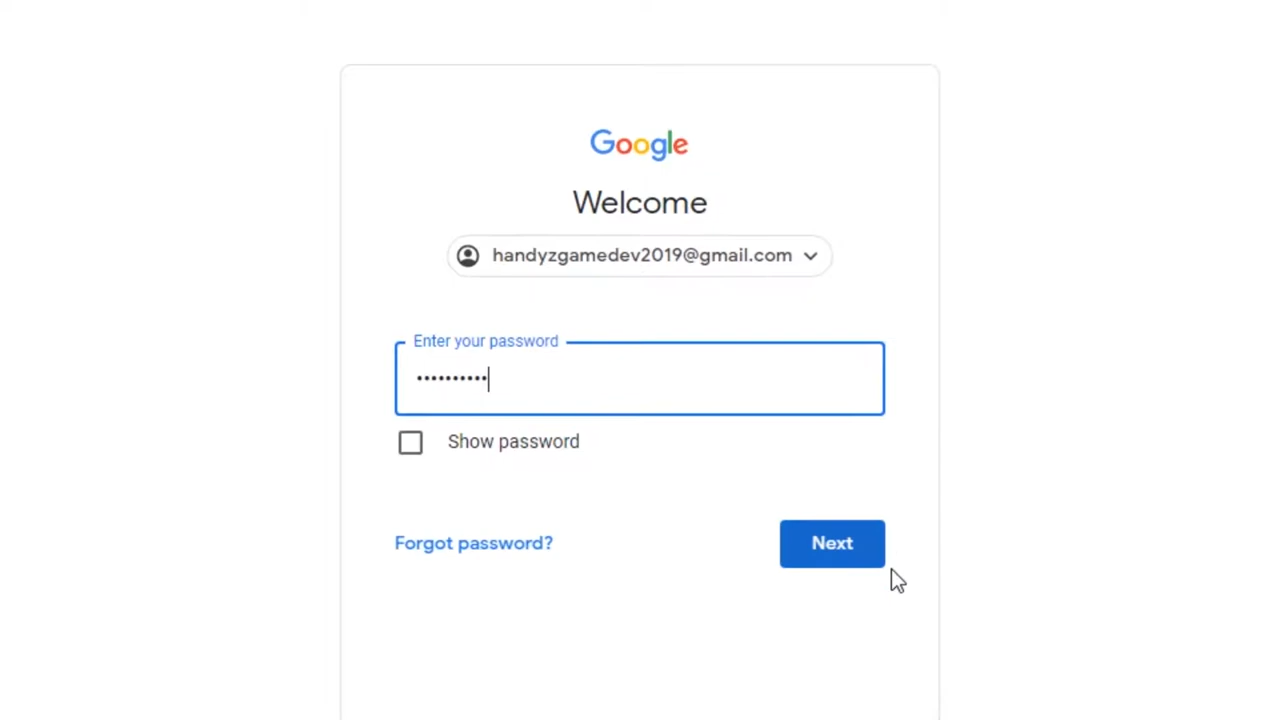 Google
Welcome
handyzgamedev2019@gmail.com
Enter your password
••••••••••
Show password
Forgot password?
Next